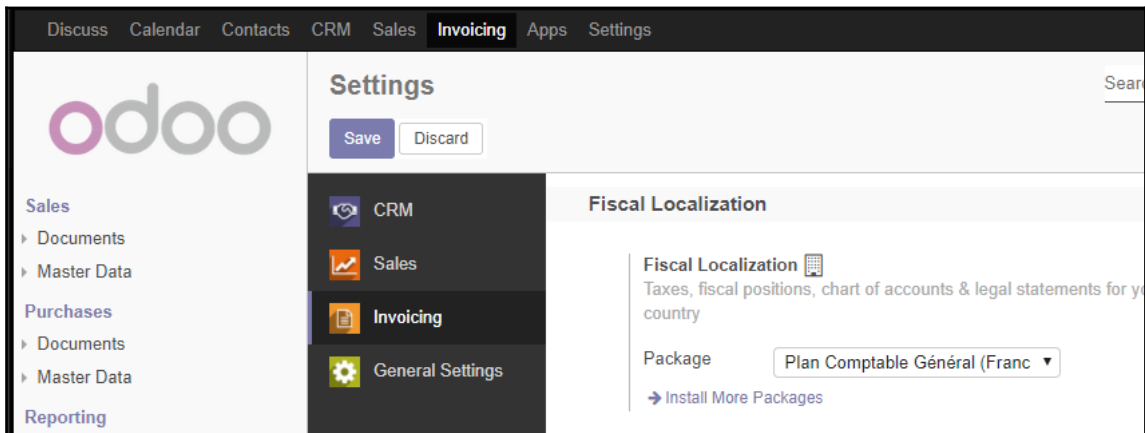 Discuss Calendar Contacts CRM Sales Invoicing Apps Settings
odoo
Settings
Save Discard
Sales
Documents
Master Data
Purchases
Documents
Master Data
Reporting
CRM
Sales
Invoicing
General Settings
Fiscal Localization
Fiscal Localization
Taxes, fiscal positions, chart of accounts & legal statements for
country
Package Plan Comptable Général (Franc
Install More Packages